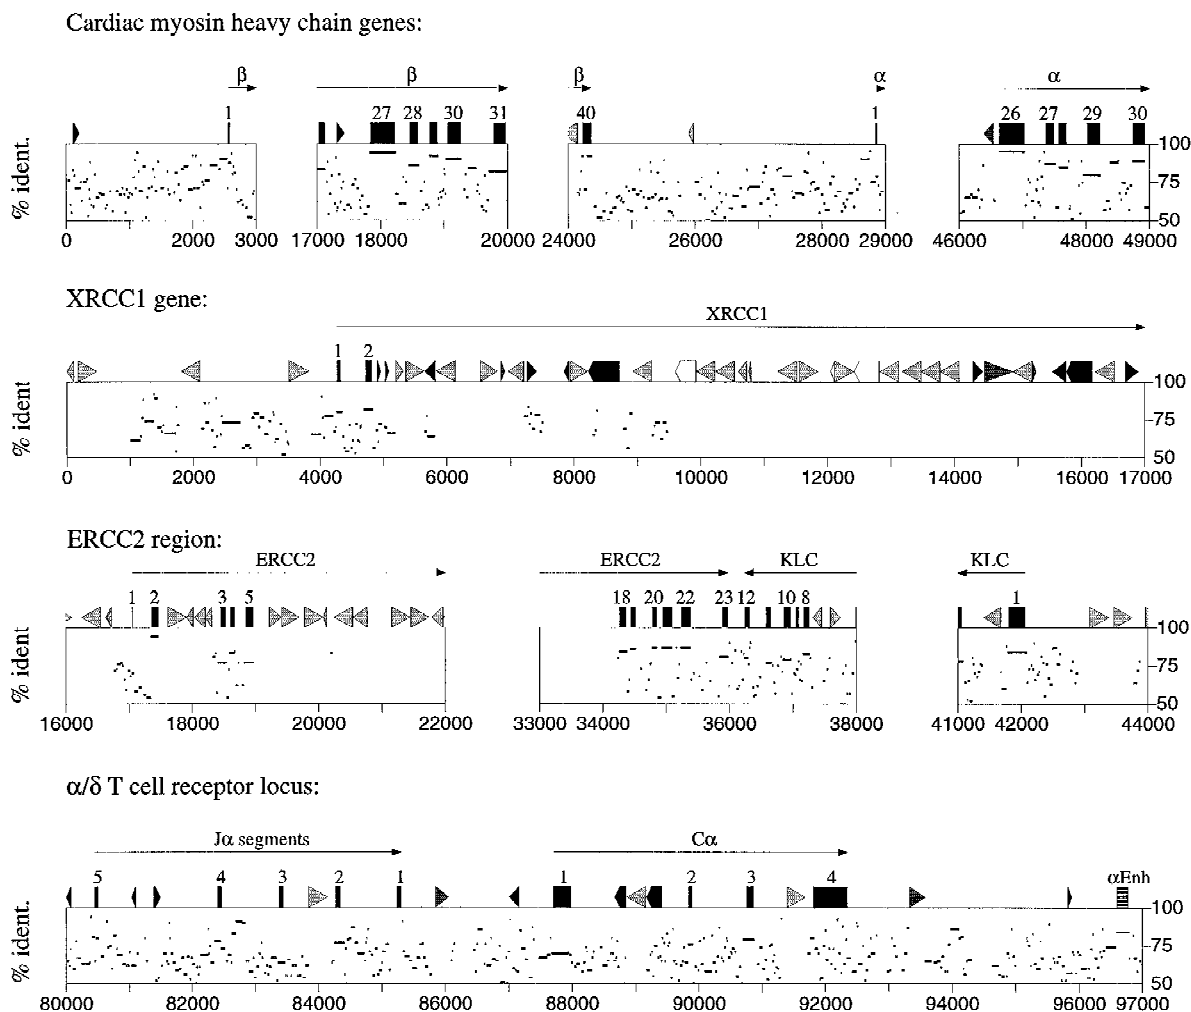 Cardiac myosin heavy chain genes:
β β β α α
1 27 28 30 31 40 1 26 27 29 30
% ident. 100 75 50
0 2000 3000 17000 18000 20000 24000 26000 28000 29000 46000 48000 49000
XRCC1 gene:
XRCC1
1 2
% ident 100 75 50
0 2000 4000 6000 8000 10000 12000 14000 16000 17000
ERCC2 region:
ERCC2 ERCC2 KLC KLC
1 2 3 5 18 20 22 23 12 10 8 1
% ident 100 75 50
16000 18000 20000 22000 33000 34000 36000 38000 41000 42000 44000
α/δ T cell receptor locus:
Jα segments Cα
5 4 3 2 1 1 2 3 4 αEnh
% ident. 100 75 50
80000 82000 84000 86000 88000 90000 92000 94000 96000 97000